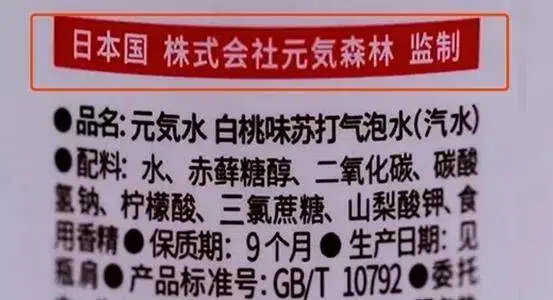 日本国 株式会社元気森林 监制
●品名:元気水 白桃味苏打气泡水(汽水)
●配料:水、赤藓糖醇、二氧化碳、碳酸
氢钠、柠檬酸、三氯蔗糖、山梨酸钾、食
用香精 ●保质期:9个月 ●生产日期:见
瓶肩 ●产品标准号:GB/T 10792 ●委托